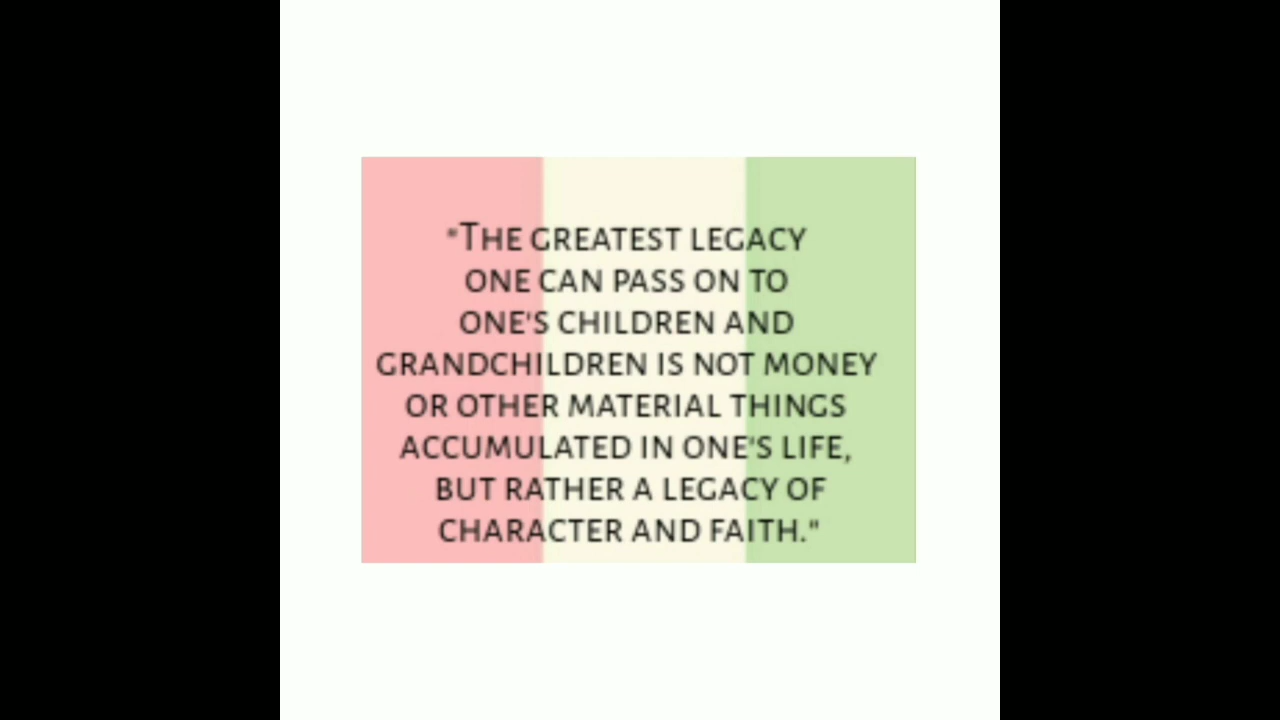 "THE GREATEST LEGACY
ONE CAN PASS ON TO
ONE'S CHILDREN AND
GRANDCHILDREN IS NOT MONEY
OR OTHER MATERIAL THINGS
ACCUMULATED IN ONE'S LIFE,
BUT RATHER A LEGACY OF
CHARACTER AND FAITH."